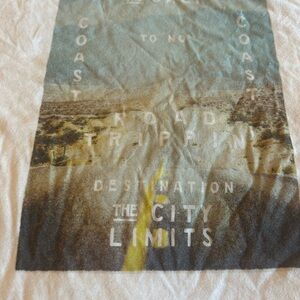 COAST
TO NO
COAST
ROAD
TRIPPIN
DESTINATION
THE CITY
LIMITS